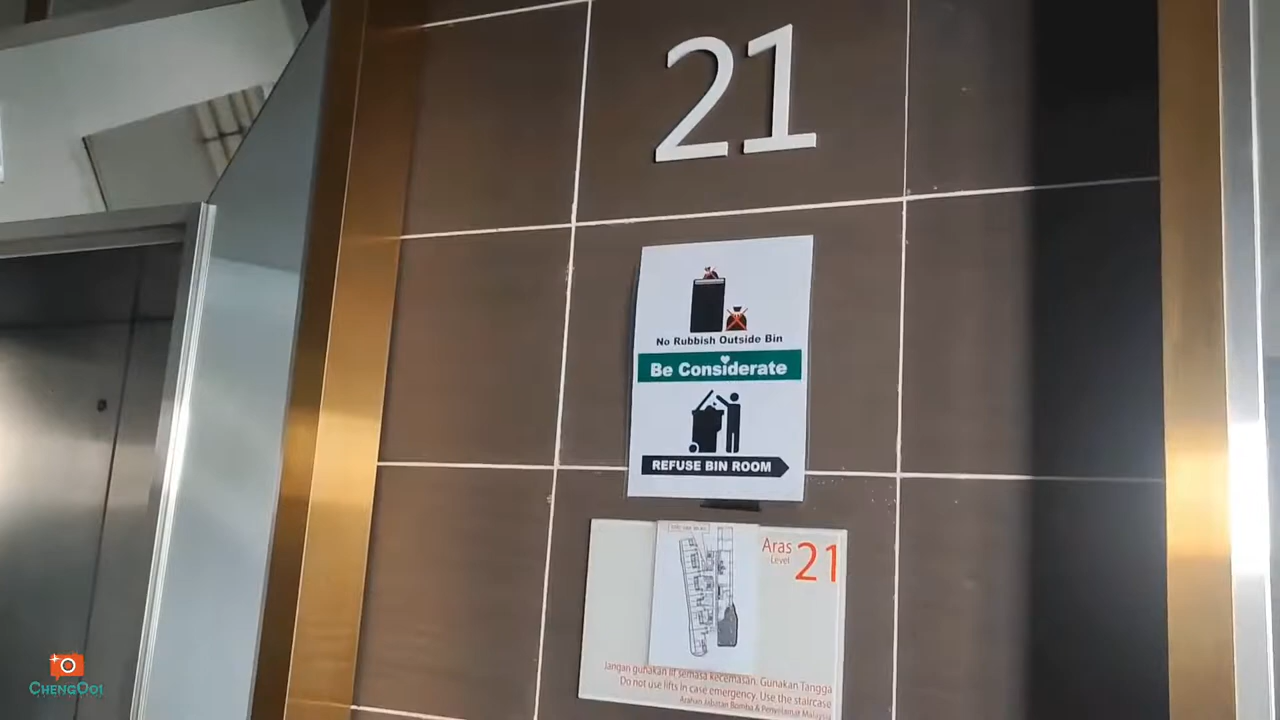 21
No Rubbish Outside Bin
Be Considerate
REFUSE BIN ROOM
Aras
Level
21
Jangan gunakan lif semasa kecemasan. Gunakan Tangga
Do not use lifts in case emergency. Use the staircase
Arahan Jabatan Bomba & Penyelamat Malaysia
CHENGOOI